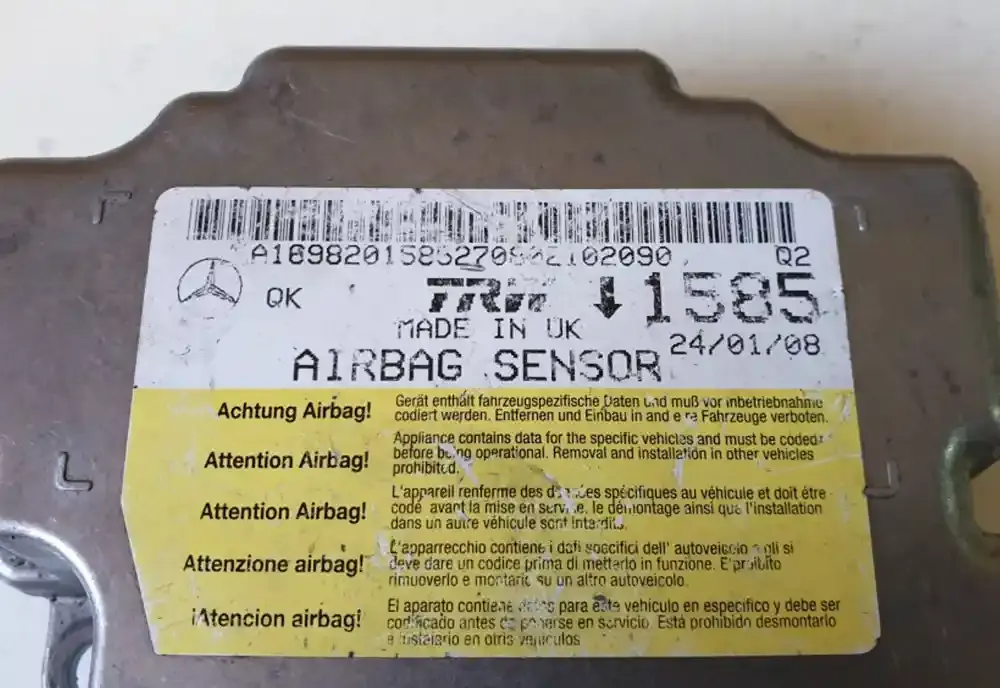 A1698201585270802102090 Q2
QK TRW 1585
MADE IN UK 24/01/08
AIRBAG SENSOR
Achtung Airbag! Gerät enthält fahrzeugspezifische Daten und muß vor inbetriebnahme
codiert werden. Entfernen und Einbau in andere Fahrzeuge verboten.
Attention Airbag! Appliance contains data for the specific vehicles and must be coded
before being operational. Removal and installation in other vehicles
prohibited.
Attention Airbag! L'appareil renferme des données spécifiques au véhicule et doit étre
codé avant la mise en service, le démontage ainsi que l'installation
dans un autre véhicule sont interdits.
Attenzione airbag! L'apparrecchio contiene i dati specifici dell' autoveicolo e gli si
deve dare un codice prima di metterlo in funzione. E'proibito
rimuoverlo e montarlo su un altro autoveicolo.
¡Atencion airbag! El aparato contiene datos para este vehiculo en especifico y debe ser
codificado antes de ponerse en servicio. Está prohibido desmontarlo
e instalarlo en otros vehiculos